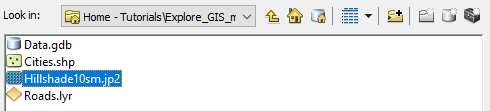 Look in: Home - Tutorials\Explore_GIS_m
Data.gdb
Cities.shp
Hillshade10sm.jp2
Roads.lyr